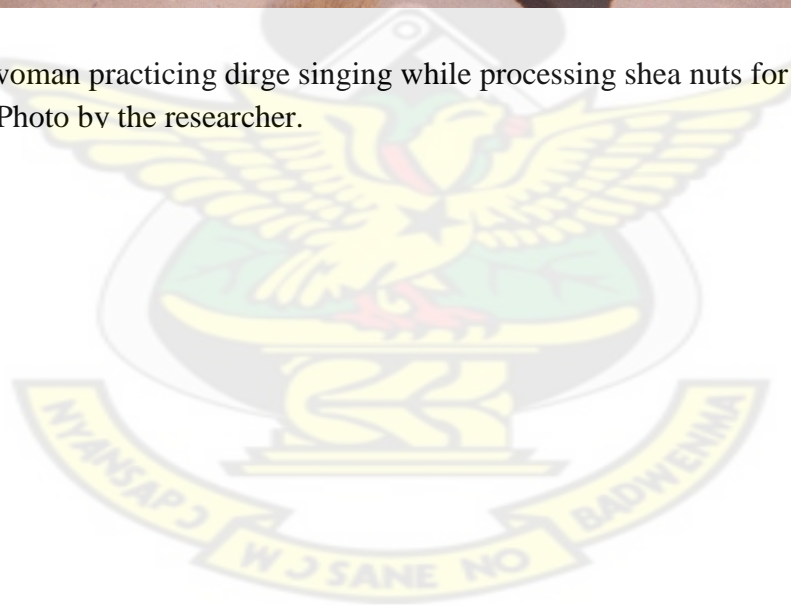 woman practicing dirge singing while processing shea nuts for
Photo by the researcher.
NYANSAPƆ WƆSANE NO BADWENMA